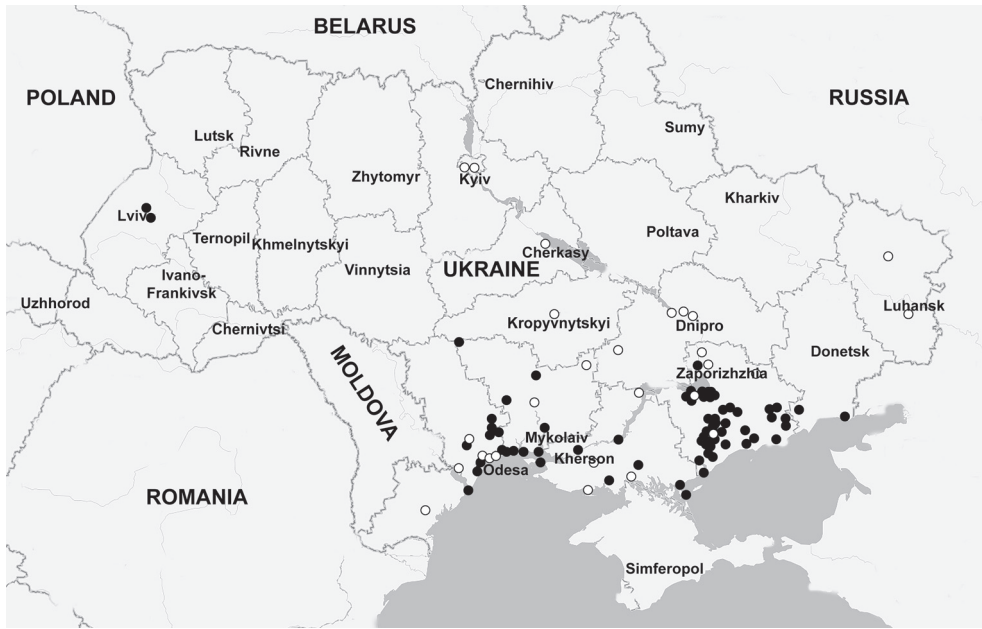 BELARUS
Chernihiv
POLAND
RUSSIA
Sumy
Lutsk
Rivne
Zhytomyr
Kyiv
Kharkiv
Lviv
Ternopil
Khmelnytskyi
Poltava
Cherkasy
UKRAINE
Vinnytsia
Ivano-
Frankivsk
Uzhhorod
Luhansk
Chernivtsi
Kropyvnytskyi
Dnipro
Donetsk
MOLDOVA
Zaporizhzhia
Mykolaiv
Kherson
Odesa
ROMANIA
Simferopol